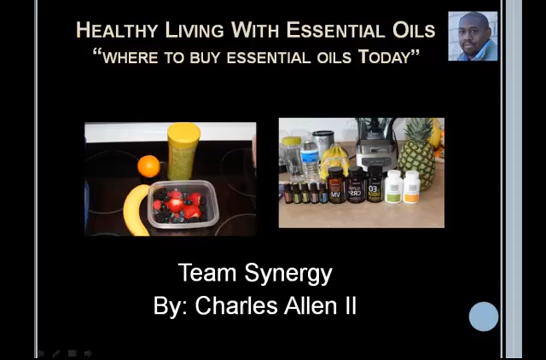 HEALTHY LIVING WITH ESSENTIAL OILS
“WHERE TO BUY ESSENTIAL OILS TODAY”
Team Synergy
By: Charles Allen II